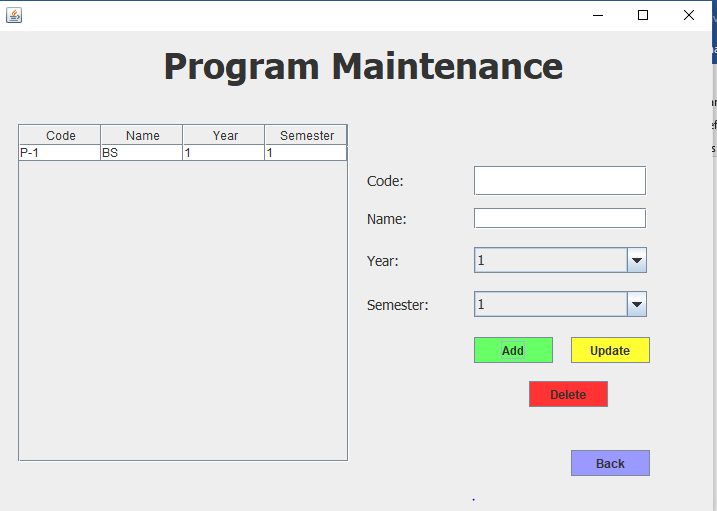 Program Maintenance
Code Name Year Semester
P-1 BS 1 1
Code:
Name:
Year: 1
Semester: 1
Add Update
Delete
Back